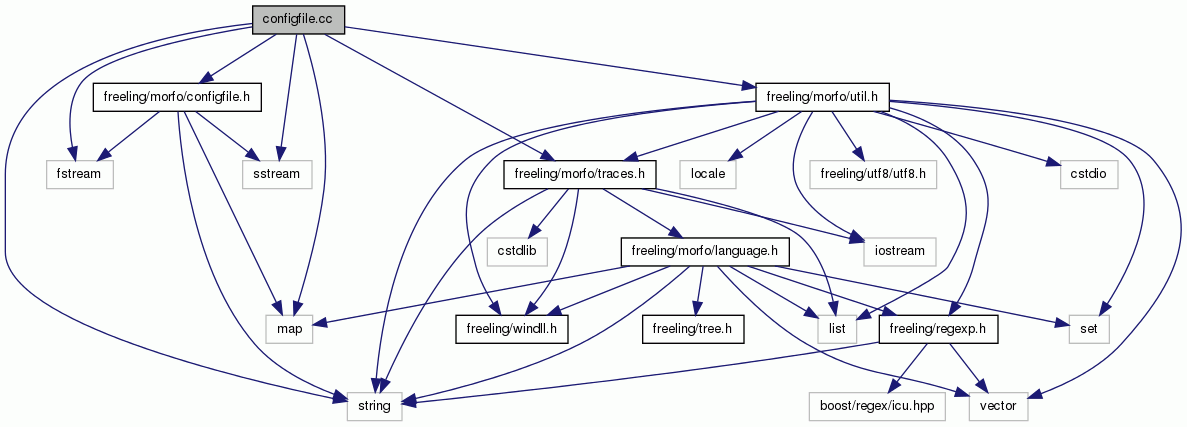 configfile.cc
freeling/morfo/configfile.h
freeling/morfo/util.h
fstream
sstream
freeling/morfo/traces.h
locale
freeling/utf8/utf8.h
cstdio
cstdlib
freeling/morfo/language.h
iostream
map
freeling/windll.h
freeling/tree.h
list
freeling/regexp.h
set
string
boost/regex/icu.hpp
vector